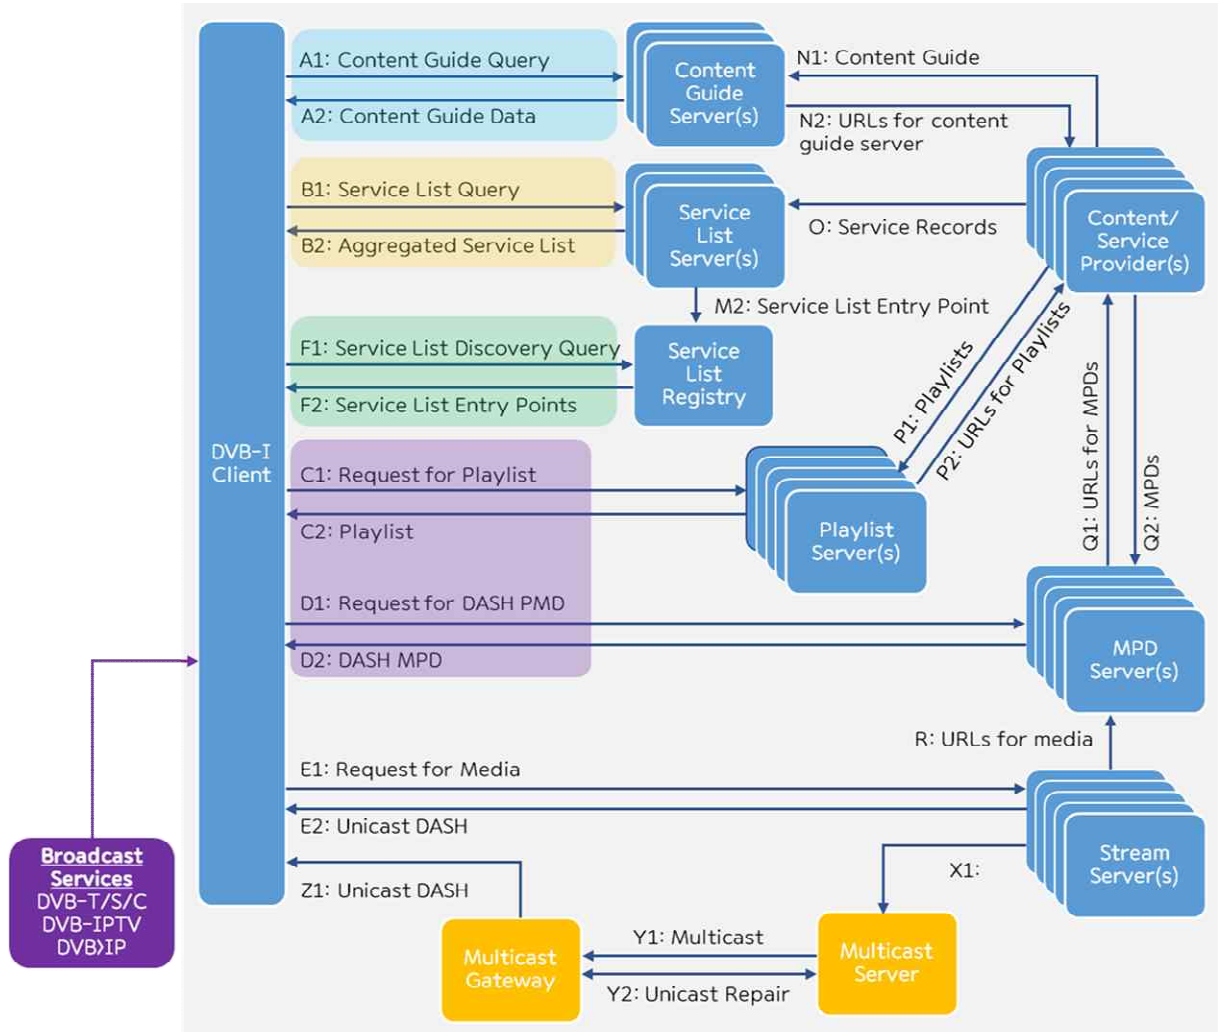 A1: Content Guide Query
A2: Content Guide Data
Content
Guide
Server(s)
N1: Content Guide
N2: URLs for content
guide server
B1: Service List Query
B2: Aggregated Service List
Service
List
Server(s)
O: Service Records
Content/
Service
Provider(s)
M2: Service List Entry Point
F1: Service List Discovery Query
F2: Service List Entry Points
Service
List
Registry
P1: Playlists
P2: URLs for Playlists
Q1: URLs for MPDs
Q2: MPDs
DVB-I
Client
C1: Request for Playlist
C2: Playlist
Playlist
Server(s)
D1: Request for DASH PMD
D2: DASH MPD
MPD
Server(s)
R: URLs for media
E1: Request for Media
E2: Unicast DASH
Stream
Server(s)
X1:
Z1: Unicast DASH
Broadcast
Services
DVB-T/S/C
DVB-IPTV
DVB>IP
Multicast
Gateway
Y1: Multicast
Y2: Unicast Repair
Multicast
Server